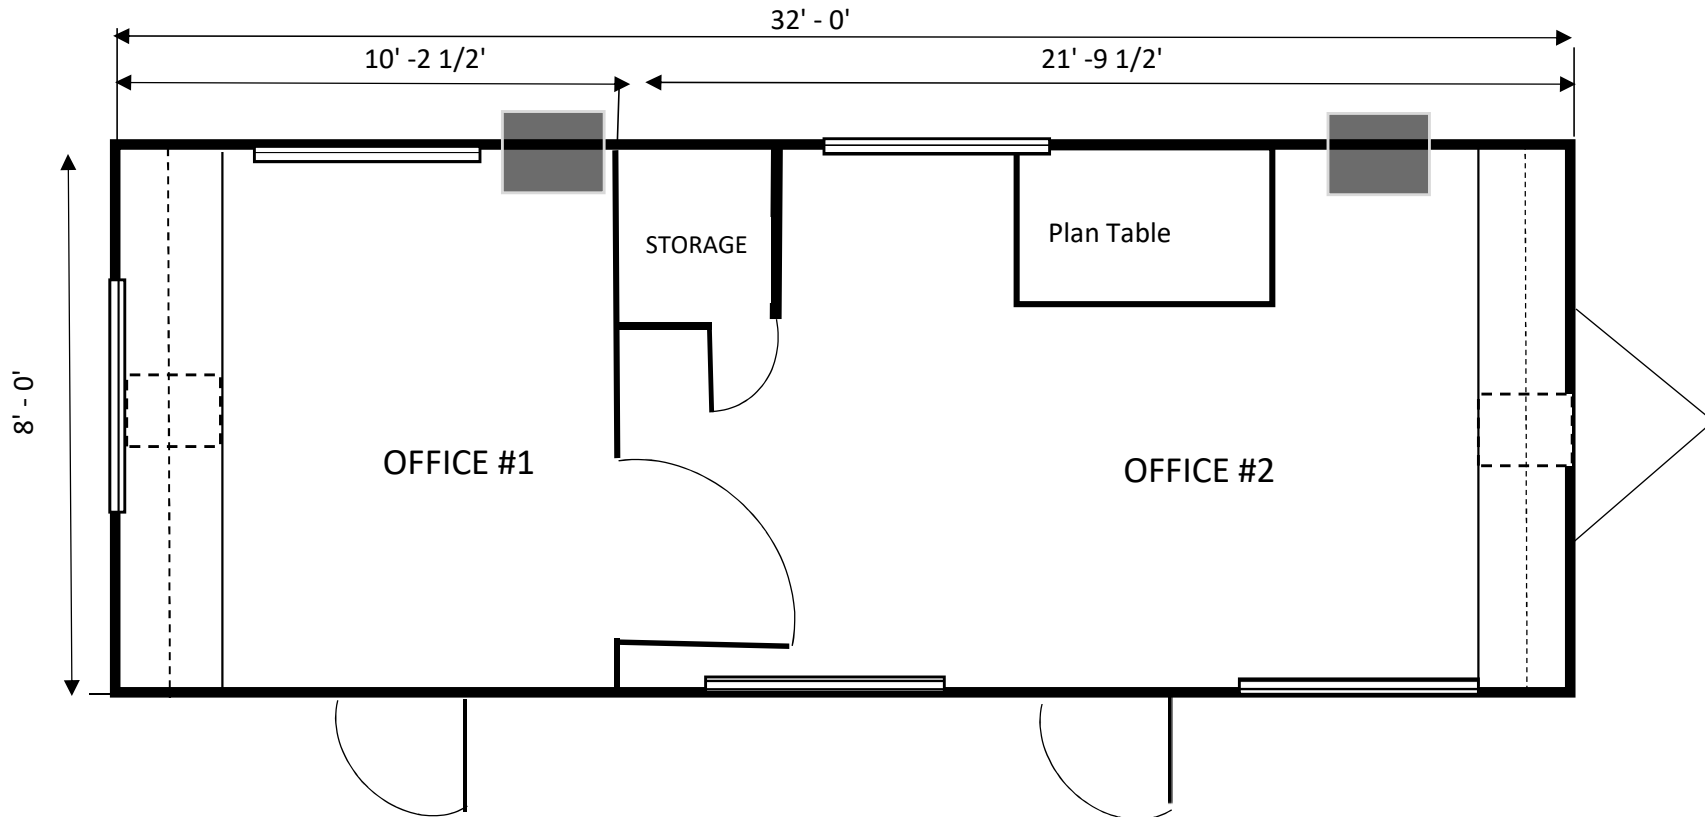 32' - 0'
10' -2 1/2'
21' -9 1/2'
STORAGE
Plan Table
8' - 0'
OFFICE #1
OFFICE #2